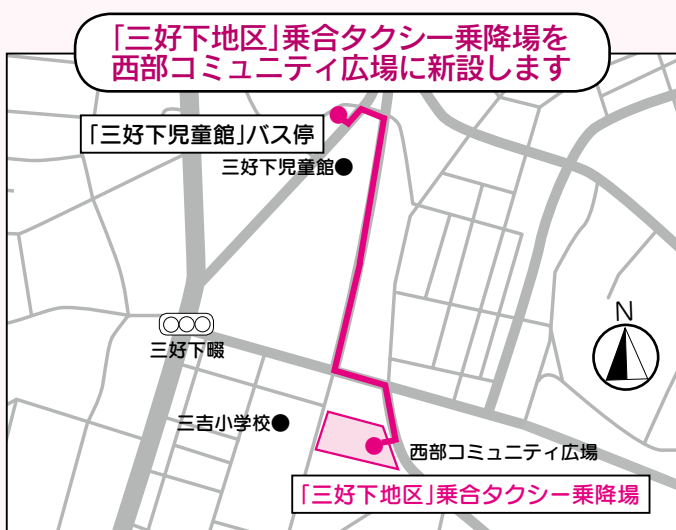 「三好下地区」乗合タクシー乗降場を
西部コミュニティ広場に新設します
「三好下児童館」バス停
三好下児童館●
三好下畷
N
三吉小学校●
西部コミュニティ広場
「三好下地区」乗合タクシー乗降場